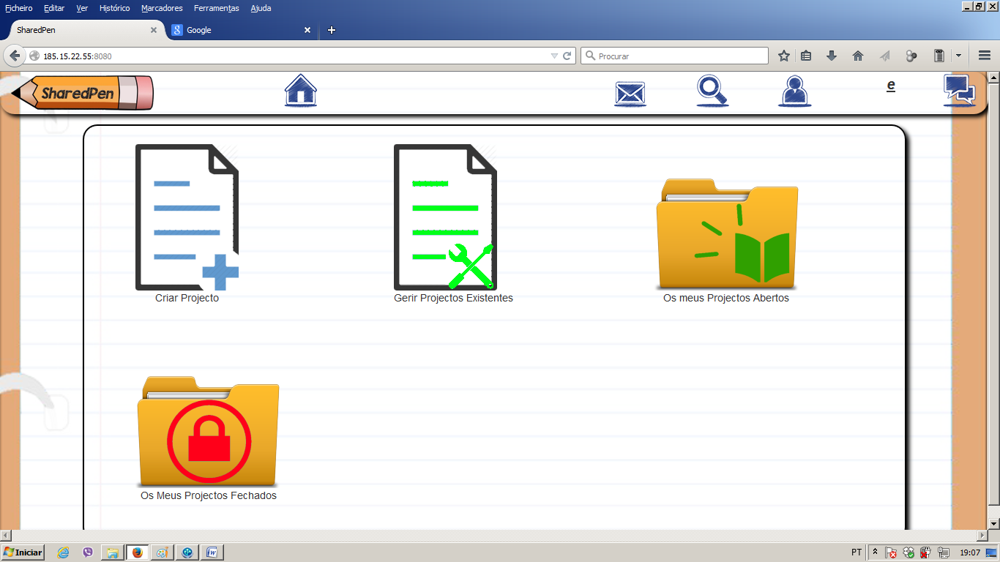 Ficheiro Editar Ver Histórico Marcadores Ferramentas Ajuda
SharedPen Google
185.15.22.55:8080 Procurar
SharedPen e
Criar Projecto Gerir Projectos Existentes Os meus Projectos Abertos
Os Meus Projectos Fechados
Iniciar PT 19:07